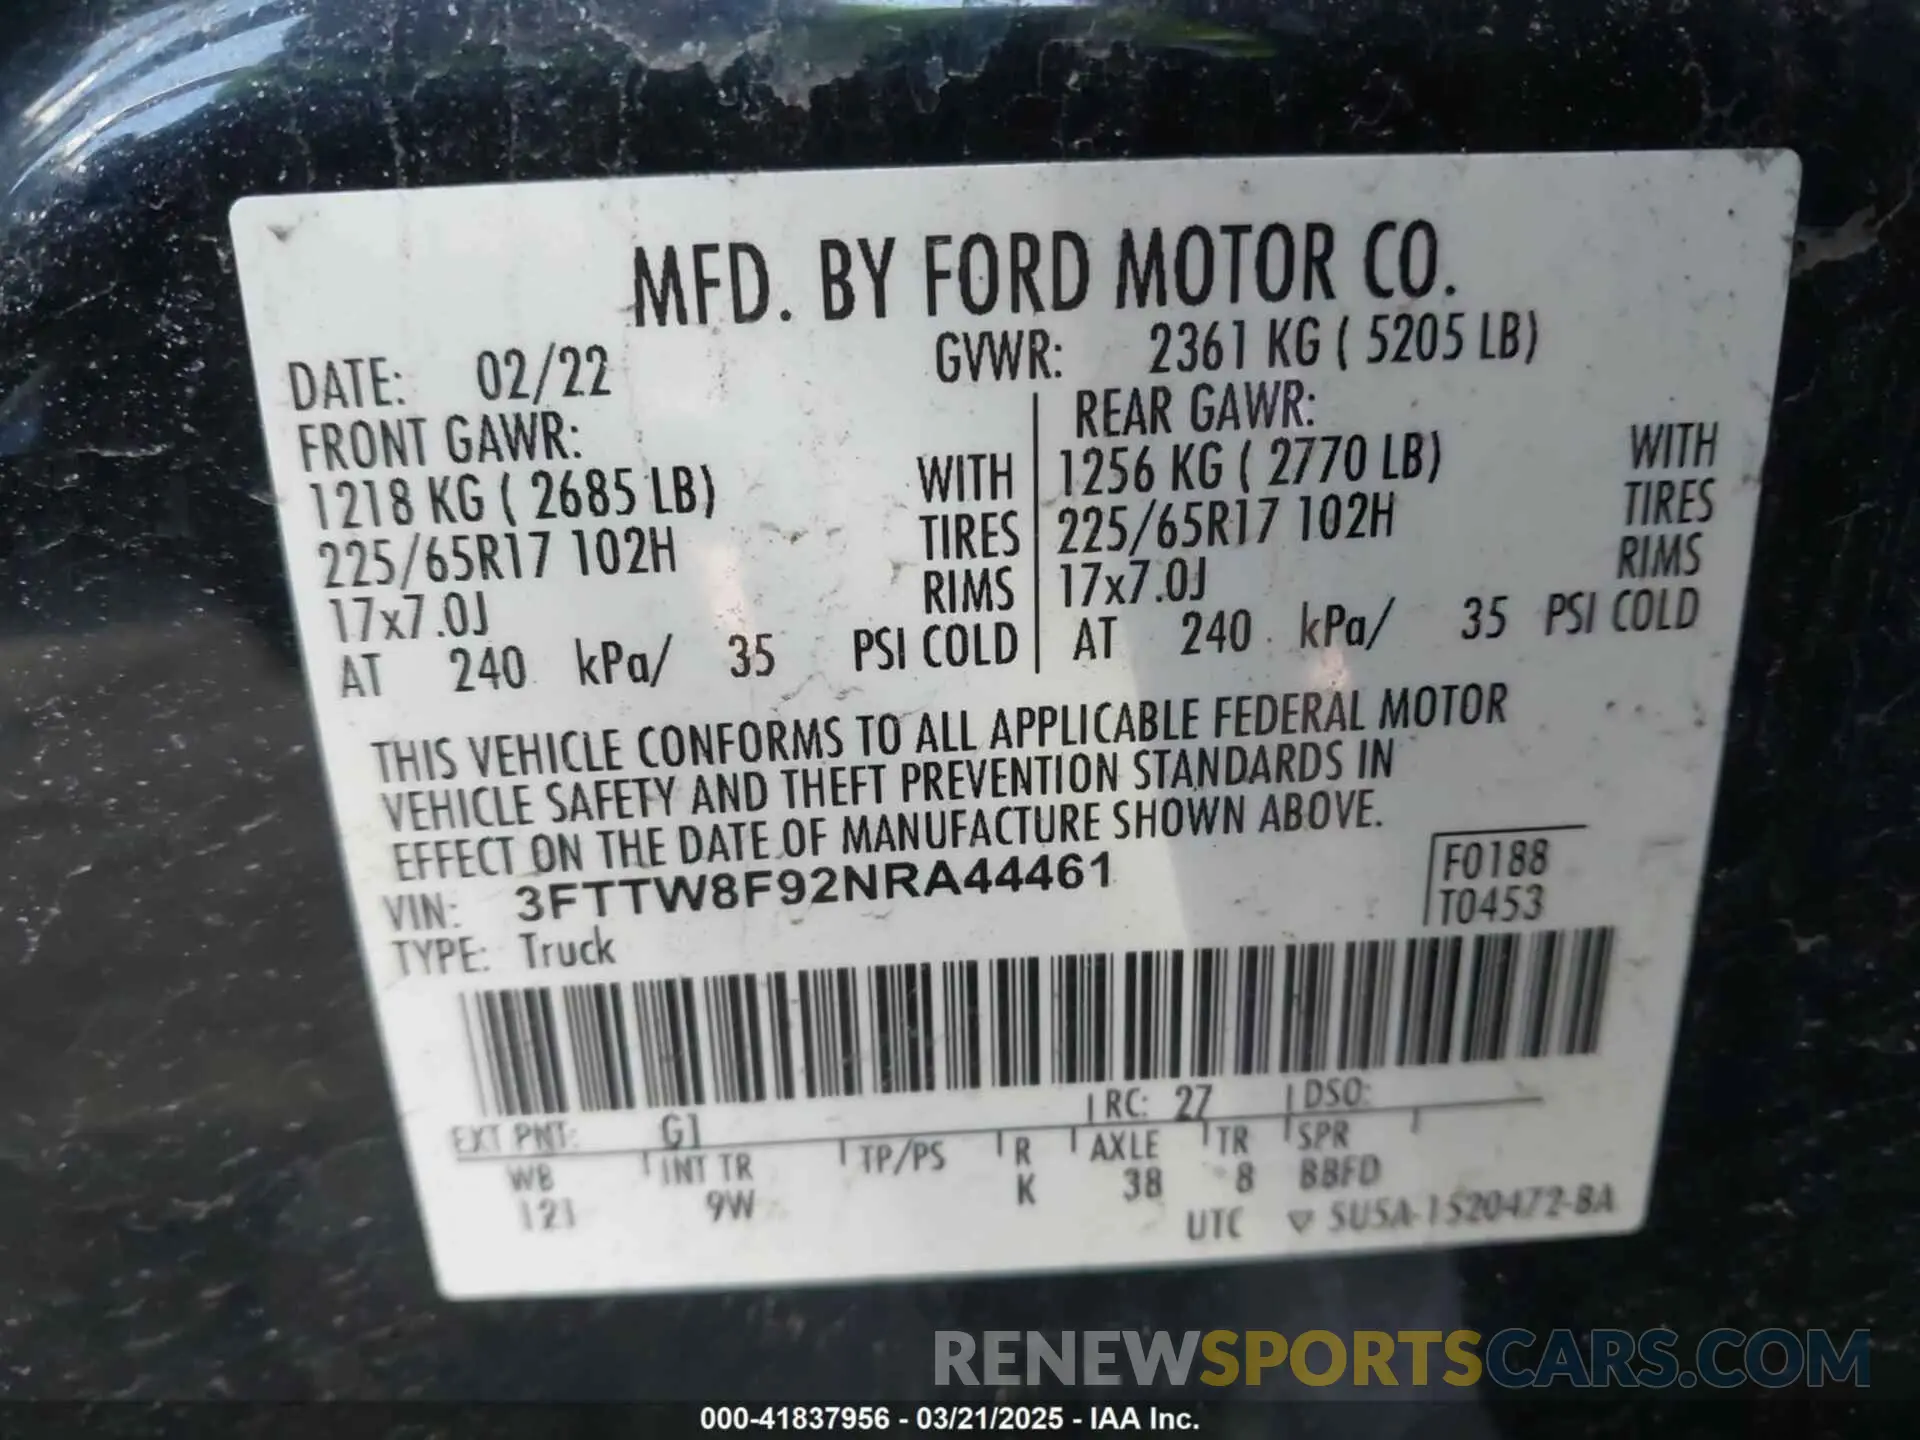 MFD. BY FORD MOTOR CO.
DATE: 02/22 GVWR: 2361 KG ( 5205 LB)
FRONT GAWR: REAR GAWR:
1218 KG ( 2685 LB) WITH 1256 KG ( 2770 LB) WITH
225/65R17 102H TIRES 225/65R17 102H TIRES
17x7.0J RIMS 17x7.0J RIMS
AT 240 kPa/ 35 PSI COLD AT 240 kPa/ 35 PSI COLD
THIS VEHICLE CONFORMS TO ALL APPLICABLE FEDERAL MOTOR
VEHICLE SAFETY AND THEFT PREVENTION STANDARDS IN
EFFECT ON THE DATE OF MANUFACTURE SHOWN ABOVE.
VIN: 3FTTW8F92NRA44461 F0188
TYPE: Truck T0453
EXT PNT: G1 RC: 27 DSO:
WB INT TR TP/PS R AXLE TR SPR
121 9W K 38 8 BBFD
UTC ▽ SU5A-1520472-BA
RENEWSPORTSCARS.COM
000-41837956 - 03/21/2025 - IAA Inc.